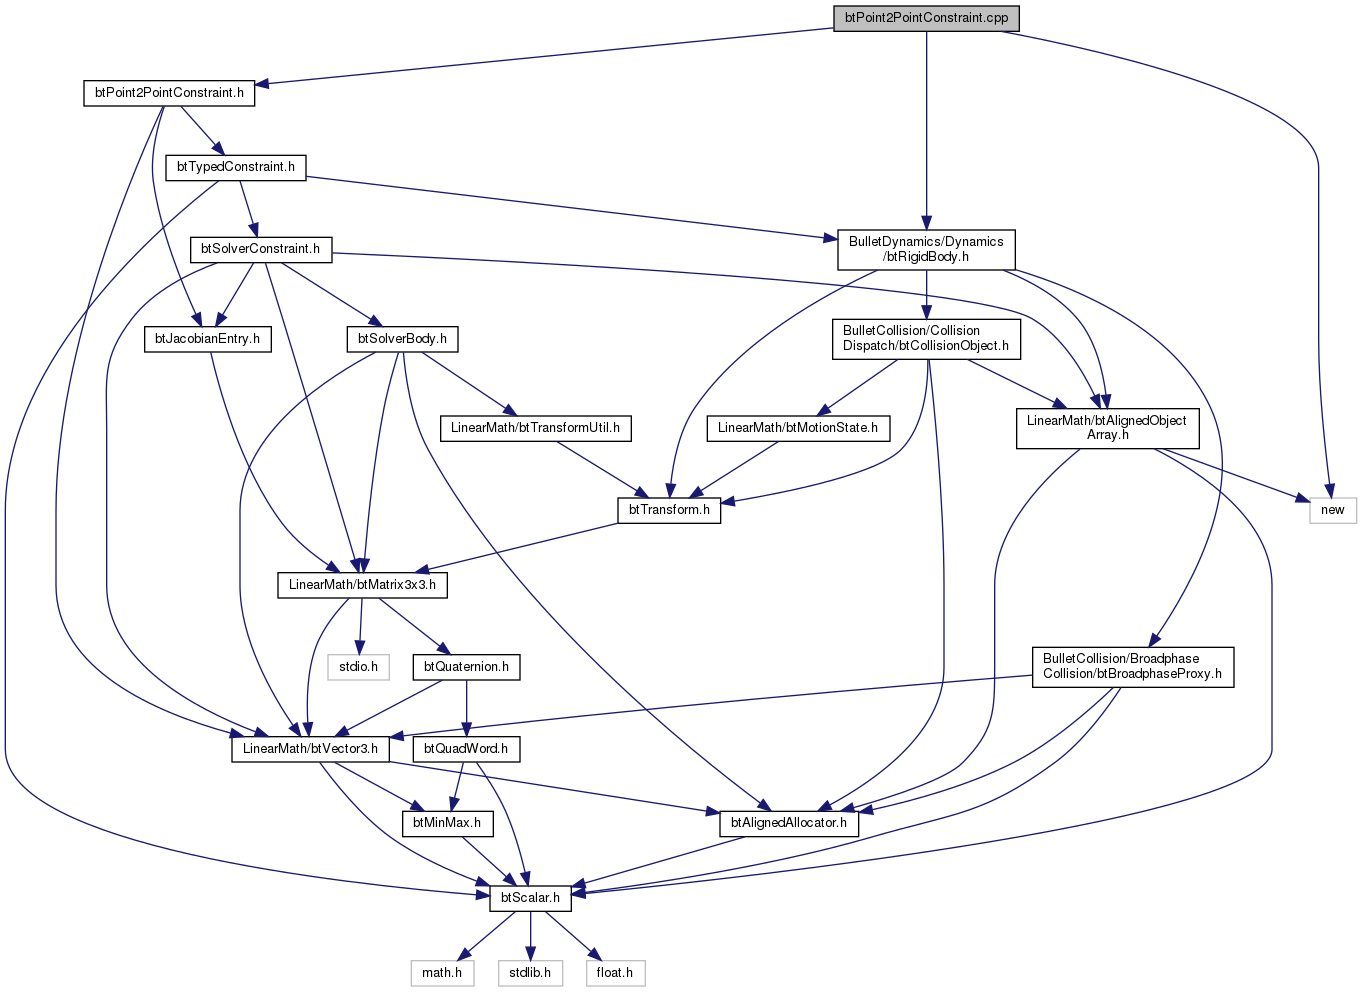 btPoint2PointConstraint.cpp
btPoint2PointConstraint.h
btTypedConstraint.h
btSolverConstraint.h
BulletDynamics/Dynamics
/btRigidBody.h
btJacobianEntry.h
btSolverBody.h
BulletCollision/Collision
Dispatch/btCollisionObject.h
LinearMath/btTransformUtil.h
LinearMath/btMotionState.h
LinearMath/btAlignedObject
Array.h
btTransform.h
new
LinearMath/btMatrix3x3.h
stdio.h
btQuaternion.h
BulletCollision/Broadphase
Collision/btBroadphaseProxy.h
LinearMath/btVector3.h
btQuadWord.h
btMinMax.h
btAlignedAllocator.h
btScalar.h
math.h
stdlib.h
float.h